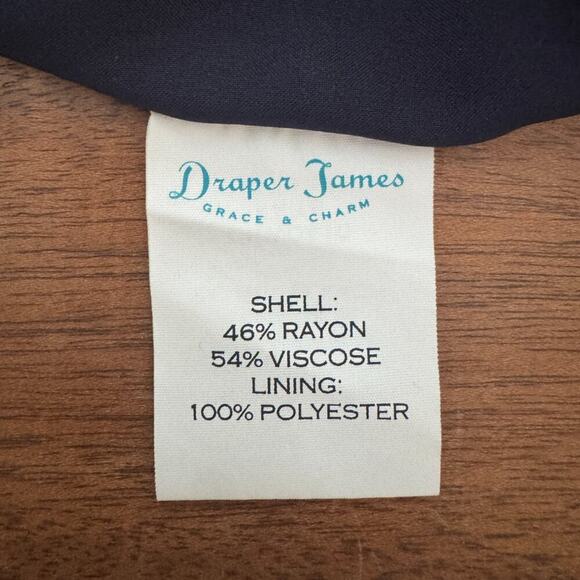 Draper James
GRACE & CHARM
SHELL:
46% RAYON
54% VISCOSE
LINING:
100% POLYESTER